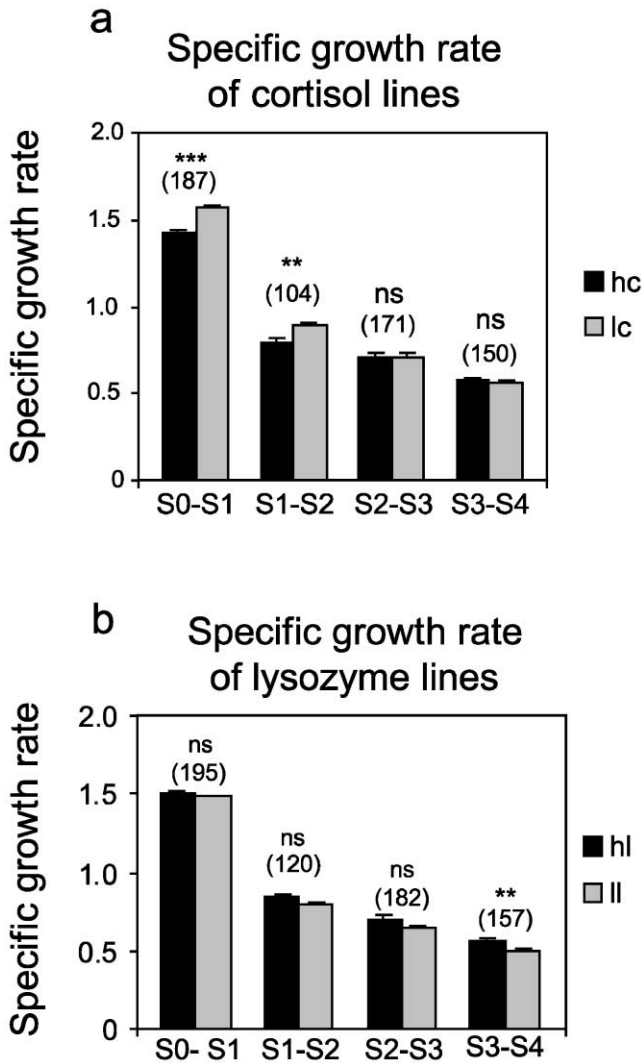 a
Specific growth rate
of cortisol lines
Specific growth rate
2.0
1.5
1.0
0.5
0
***
(187)
**
(104)
ns
(171)
ns
(150)
hc
lc
S0-S1 S1-S2 S2-S3 S3-S4
b
Specific growth rate
of lysozyme lines
Specific growth rate
2.0
1.5
1.0
0.5
0
ns
(195)
ns
(120)
ns
(182)
**
(157)
hl
ll
S0- S1 S1-S2 S2-S3 S3-S4